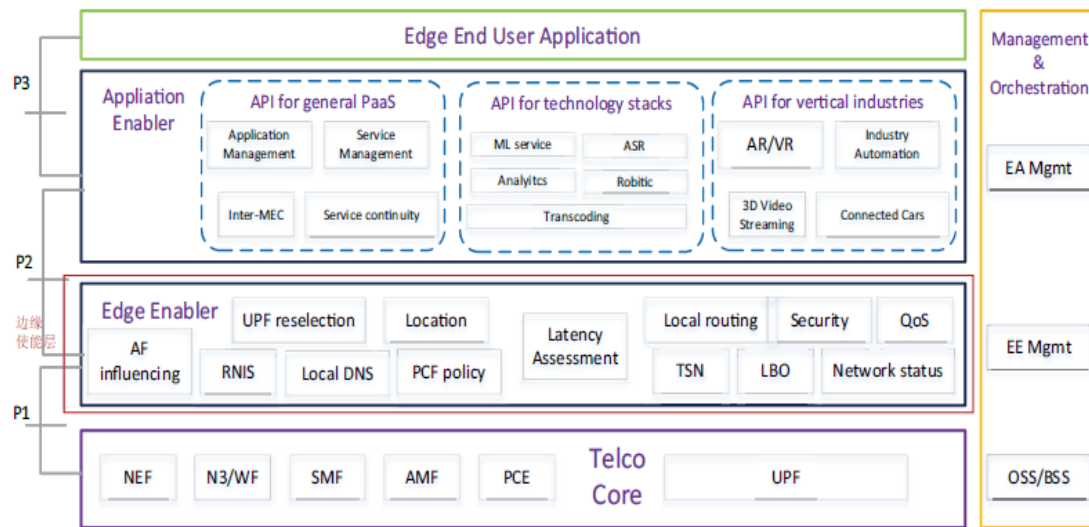 Edge End User Application
Management
&
Orchestration
P3
Appliation
Enabler
API for general PaaS
API for technology stacks
API for vertical industries
Application
Management
Service
Management
ML service
ASR
AR/VR
Industry
Automation
EA Mgmt
Analyitcs
Robitic
Inter-MEC
Service continuity
Transcoding
3D Video
Streaming
Connected Cars
P2
Edge Enabler
边缘
使能层
UPF reselection
Location
Latency
Assessment
Local routing
Security
QoS
AF
influencing
RNIS
Local DNS
PCF policy
TSN
LBO
Network status
EE Mgmt
P1
NEF
N3/WF
SMF
AMF
PCE
Telco
Core
UPF
OSS/BSS